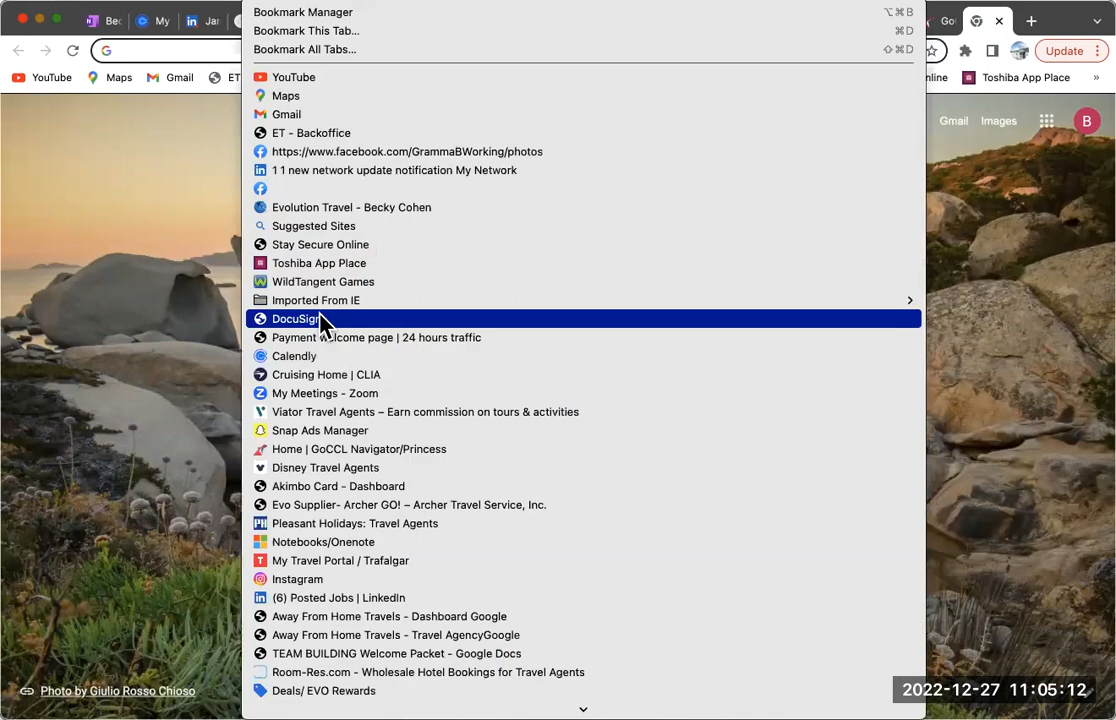 Bec
My
Jar
Go
Update
YouTube
Maps
Gmail
ET
nline
Toshiba App Place
»
Gmail
Images
B
Bookmark Manager ⌥⌘B
Bookmark This Tab... ⌘D
Bookmark All Tabs... ⇧⌘D
YouTube
Maps
Gmail
ET - Backoffice
https://www.facebook.com/GrammaBWorking/photos
1 1 new network update notification My Network
Evolution Travel - Becky Cohen
Suggested Sites
Stay Secure Online
Toshiba App Place
WildTangent Games
Imported From IE
DocuSign
Payment welcome page | 24 hours traffic
Calendly
Cruising Home | CLIA
My Meetings - Zoom
Viator Travel Agents – Earn commission on tours & activities
Snap Ads Manager
Home | GoCCL Navigator/Princess
Disney Travel Agents
Akimbo Card - Dashboard
Evo Supplier- Archer GO! – Archer Travel Service, Inc.
Pleasant Holidays: Travel Agents
Notebooks/Onenote
My Travel Portal / Trafalgar
Instagram
(6) Posted Jobs | LinkedIn
Away From Home Travels - Dashboard Google
Away From Home Travels - Travel AgencyGoogle
TEAM BUILDING Welcome Packet - Google Docs
Room-Res.com - Wholesale Hotel Bookings for Travel Agents
Deals/ EVO Rewards
Photo by Giulio Rosso Chioso
2022-12-27 11:05:12